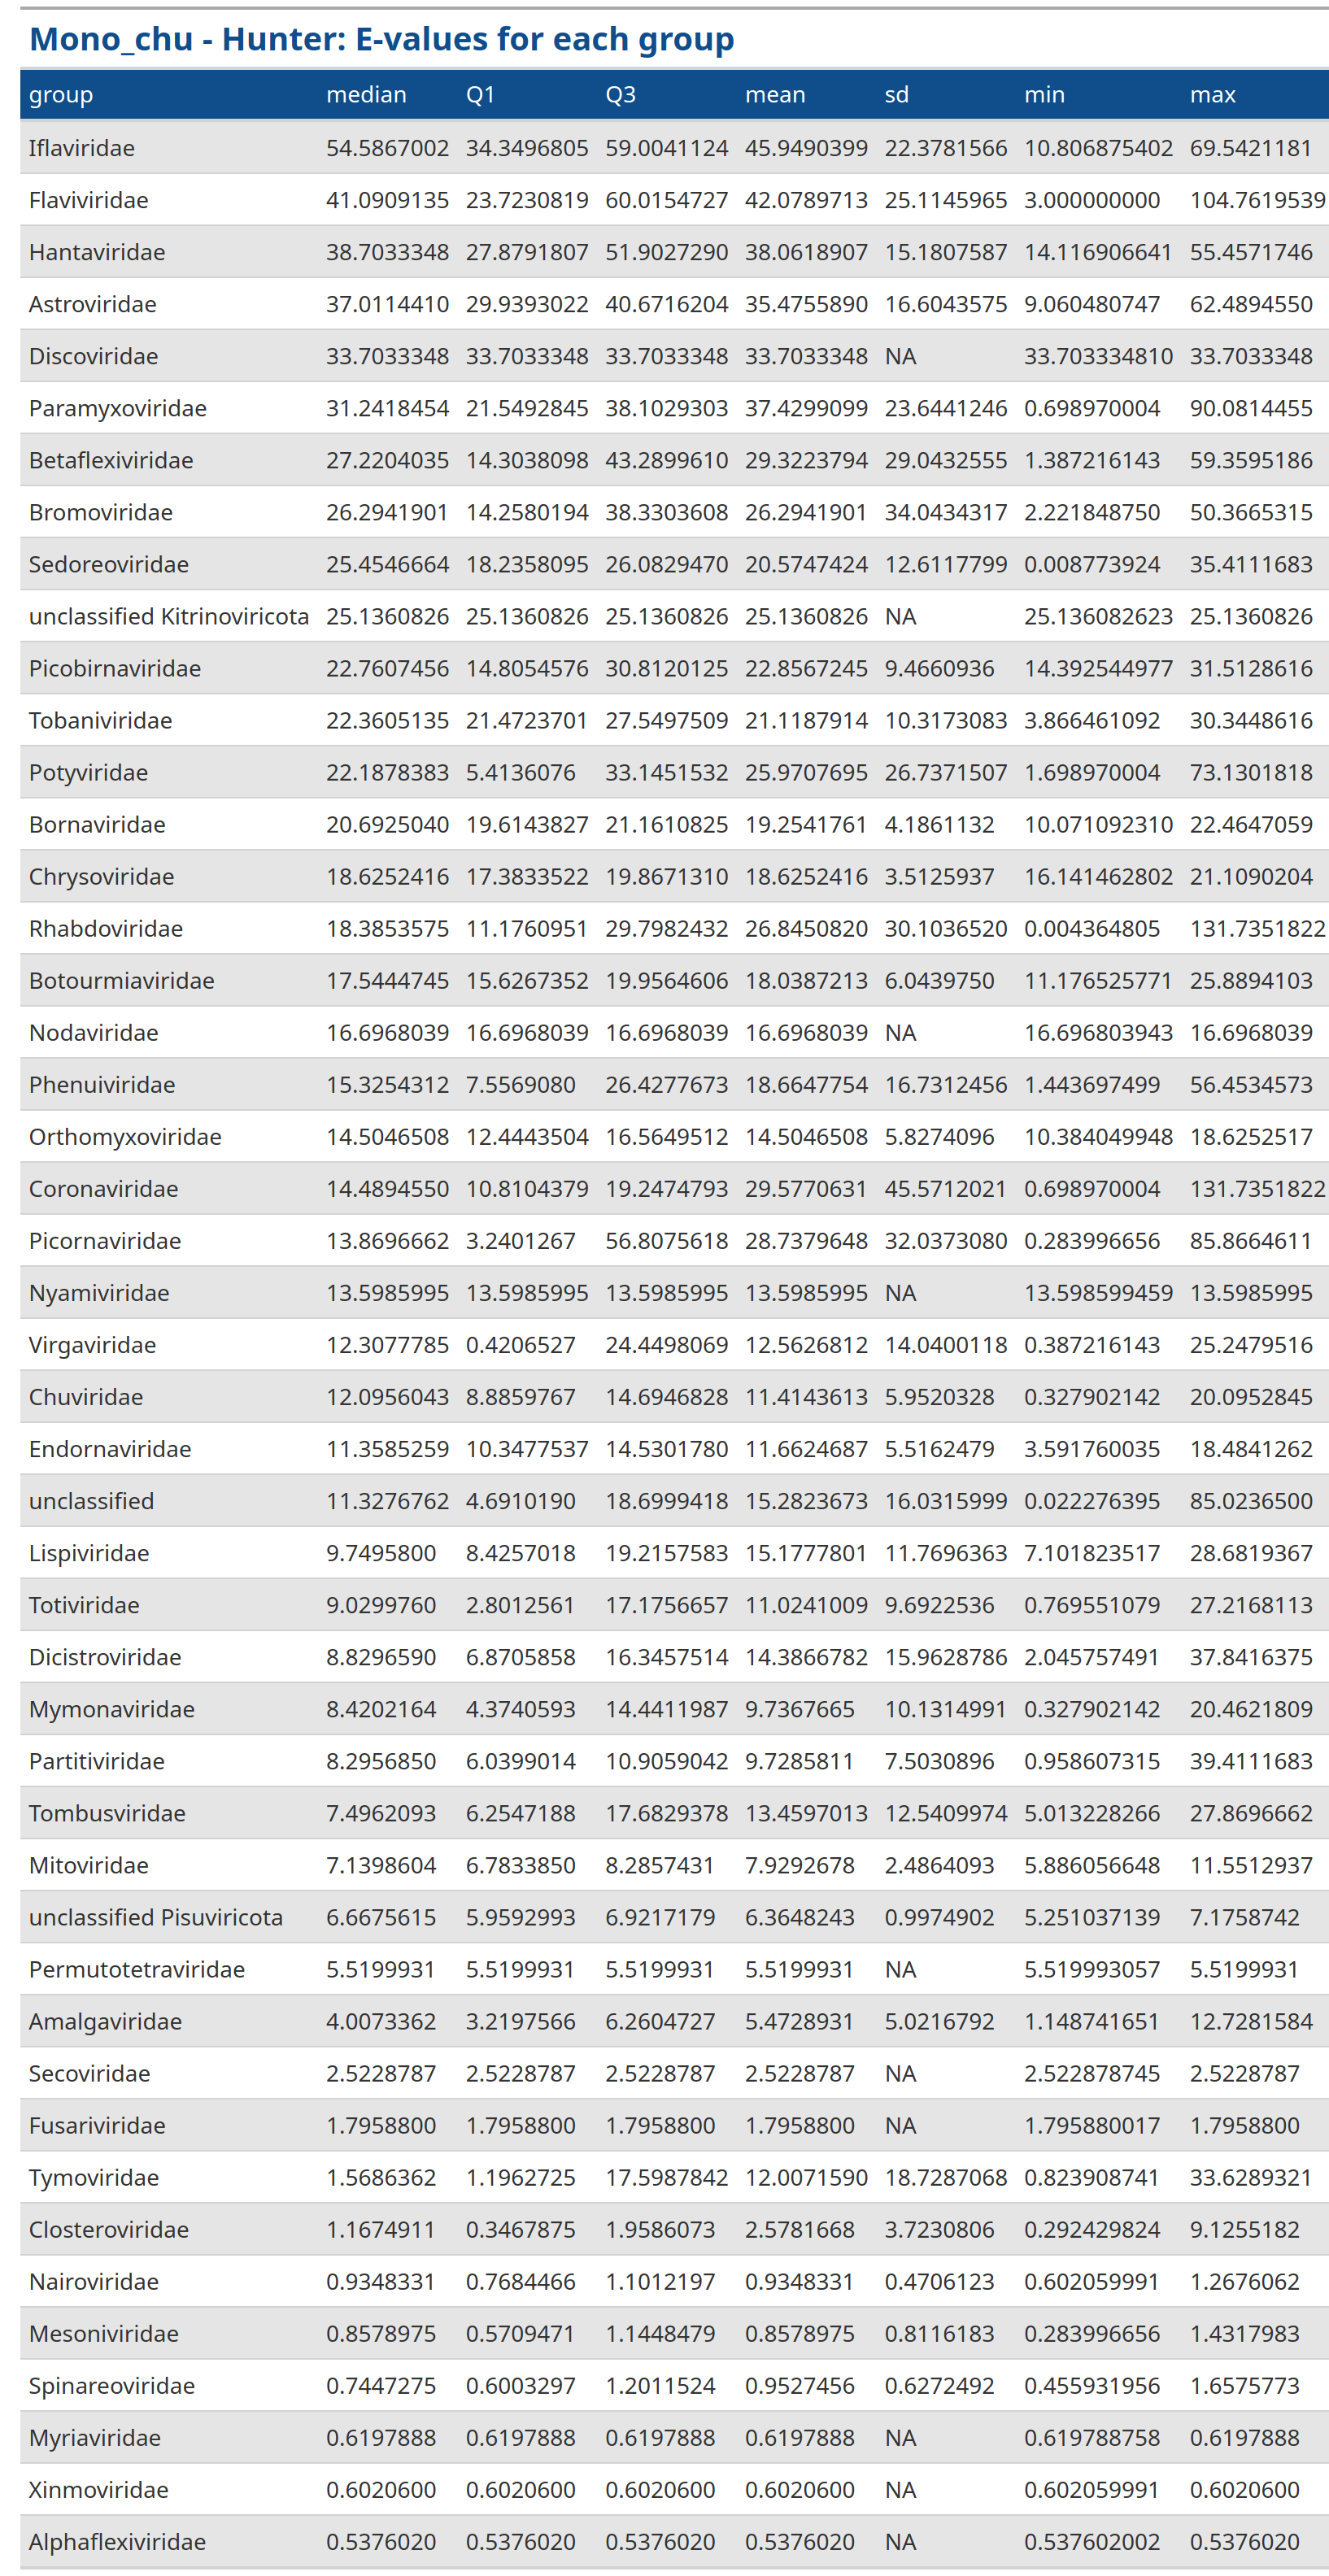 Mono_chu - Hunter: E-values for each group
group median Q1 Q3 mean sd min max
Iflaviridae 54.5867002 34.3496805 59.0041124 45.9490399 22.3781566 10.806875402 69.5421181
Flaviviridae 41.0909135 23.7230819 60.0154727 42.0789713 25.1145965 3.000000000 104.7619539
Hantaviridae 38.7033348 27.8791807 51.9027290 38.0618907 15.1807587 14.116906641 55.4571746
Astroviridae 37.0114410 29.9393022 40.6716204 35.4755890 16.6043575 9.060480747 62.4894550
Discoviridae 33.7033348 33.7033348 33.7033348 33.7033348 NA 33.703334810 33.7033348
Paramyxoviridae 31.2418454 21.5492845 38.1029303 37.4299099 23.6441246 0.698970004 90.0814455
Betaflexiviridae 27.2204035 14.3038098 43.2899610 29.3223794 29.0432555 1.387216143 59.3595186
Bromoviridae 26.2941901 14.2580194 38.3303608 26.2941901 34.0434317 2.221848750 50.3665315
Sedoreoviridae 25.4546664 18.2358095 26.0829470 20.5747424 12.6117799 0.008773924 35.4111683
unclassified Kitrinoviricota 25.1360826 25.1360826 25.1360826 25.1360826 NA 25.136082623 25.1360826
Picobirnaviridae 22.7607456 14.8054576 30.8120125 22.8567245 9.4660936 14.392544977 31.5128616
Tobaniviridae 22.3605135 21.4723701 27.5497509 21.1187914 10.3173083 3.866461092 30.3448616
Potyviridae 22.1878383 5.4136076 33.1451532 25.9707695 26.7371507 1.698970004 73.1301818
Bornaviridae 20.6925040 19.6143827 21.1610825 19.2541761 4.1861132 10.071092310 22.4647059
Chrysoviridae 18.6252416 17.3833522 19.8671310 18.6252416 3.5125937 16.141462802 21.1090204
Rhabdoviridae 18.3853575 11.1760951 29.7982432 26.8450820 30.1036520 0.004364805 131.7351822
Botourmiaviridae 17.5444745 15.6267352 19.9564606 18.0387213 6.0439750 11.176525771 25.8894103
Nodaviridae 16.6968039 16.6968039 16.6968039 16.6968039 NA 16.696803943 16.6968039
Phenuiviridae 15.3254312 7.5569080 26.4277673 18.6647754 16.7312456 1.443697499 56.4534573
Orthomyxoviridae 14.5046508 12.4443504 16.5649512 14.5046508 5.8274096 10.384049948 18.6252517
Coronaviridae 14.4894550 10.8104379 19.2474793 29.5770631 45.5712021 0.698970004 131.7351822
Picornaviridae 13.8696662 3.2401267 56.8075618 28.7379648 32.0373080 0.283996656 85.8664611
Nyamiviridae 13.5985995 13.5985995 13.5985995 13.5985995 NA 13.598599459 13.5985995
Virgaviridae 12.3077785 0.4206527 24.4498069 12.5626812 14.0400118 0.387216143 25.2479516
Chuviridae 12.0956043 8.8859767 14.6946828 11.4143613 5.9520328 0.327902142 20.0952845
Endornaviridae 11.3585259 10.3477537 14.5301780 11.6624687 5.5162479 3.591760035 18.4841262
unclassified 11.3276762 4.6910190 18.6999418 15.2823673 16.0315999 0.022276395 85.0236500
Lispiviridae 9.7495800 8.4257018 19.2157583 15.1777801 11.7696363 7.101823517 28.6819367
Totiviridae 9.0299760 2.8012561 17.1756657 11.0241009 9.6922536 0.769551079 27.2168113
Dicistroviridae 8.8296590 6.8705858 16.3457514 14.3866782 15.9628786 2.045757491 37.8416375
Mymonaviridae 8.4202164 4.3740593 14.4411987 9.7367665 10.1314991 0.327902142 20.4621809
Partitiviridae 8.2956850 6.0399014 10.9059042 9.7285811 7.5030896 0.958607315 39.4111683
Tombusviridae 7.4962093 6.2547188 17.6829378 13.4597013 12.5409974 5.013228266 27.8696662
Mitoviridae 7.1398604 6.7833850 8.2857431 7.9292678 2.4864093 5.886056648 11.5512937
unclassified Pisuviricota 6.6675615 5.9592993 6.9217179 6.3648243 0.9974902 5.251037139 7.1758742
Permutotetraviridae 5.5199931 5.5199931 5.5199931 5.5199931 NA 5.519993057 5.5199931
Amalgaviridae 4.0073362 3.2197566 6.2604727 5.4728931 5.0216792 1.148741651 12.7281584
Secoviridae 2.5228787 2.5228787 2.5228787 2.5228787 NA 2.522878745 2.5228787
Fusariviridae 1.7958800 1.7958800 1.7958800 1.7958800 NA 1.795880017 1.7958800
Tymoviridae 1.5686362 1.1962725 17.5987842 12.0071590 18.7287068 0.823908741 33.6289321
Closteroviridae 1.1674911 0.3467875 1.9586073 2.5781668 3.7230806 0.292429824 9.1255182
Nairoviridae 0.9348331 0.7684466 1.1012197 0.9348331 0.4706123 0.602059991 1.2676062
Mesoniviridae 0.8578975 0.5709471 1.1448479 0.8578975 0.8116183 0.283996656 1.4317983
Spinareoviridae 0.7447275 0.6003297 1.2011524 0.9527456 0.6272492 0.455931956 1.6575773
Myriaviridae 0.6197888 0.6197888 0.6197888 0.6197888 NA 0.619788758 0.6197888
Xinmoviridae 0.6020600 0.6020600 0.6020600 0.6020600 NA 0.602059991 0.6020600
Alphaflexiviridae 0.5376020 0.5376020 0.5376020 0.5376020 NA 0.537602002 0.5376020